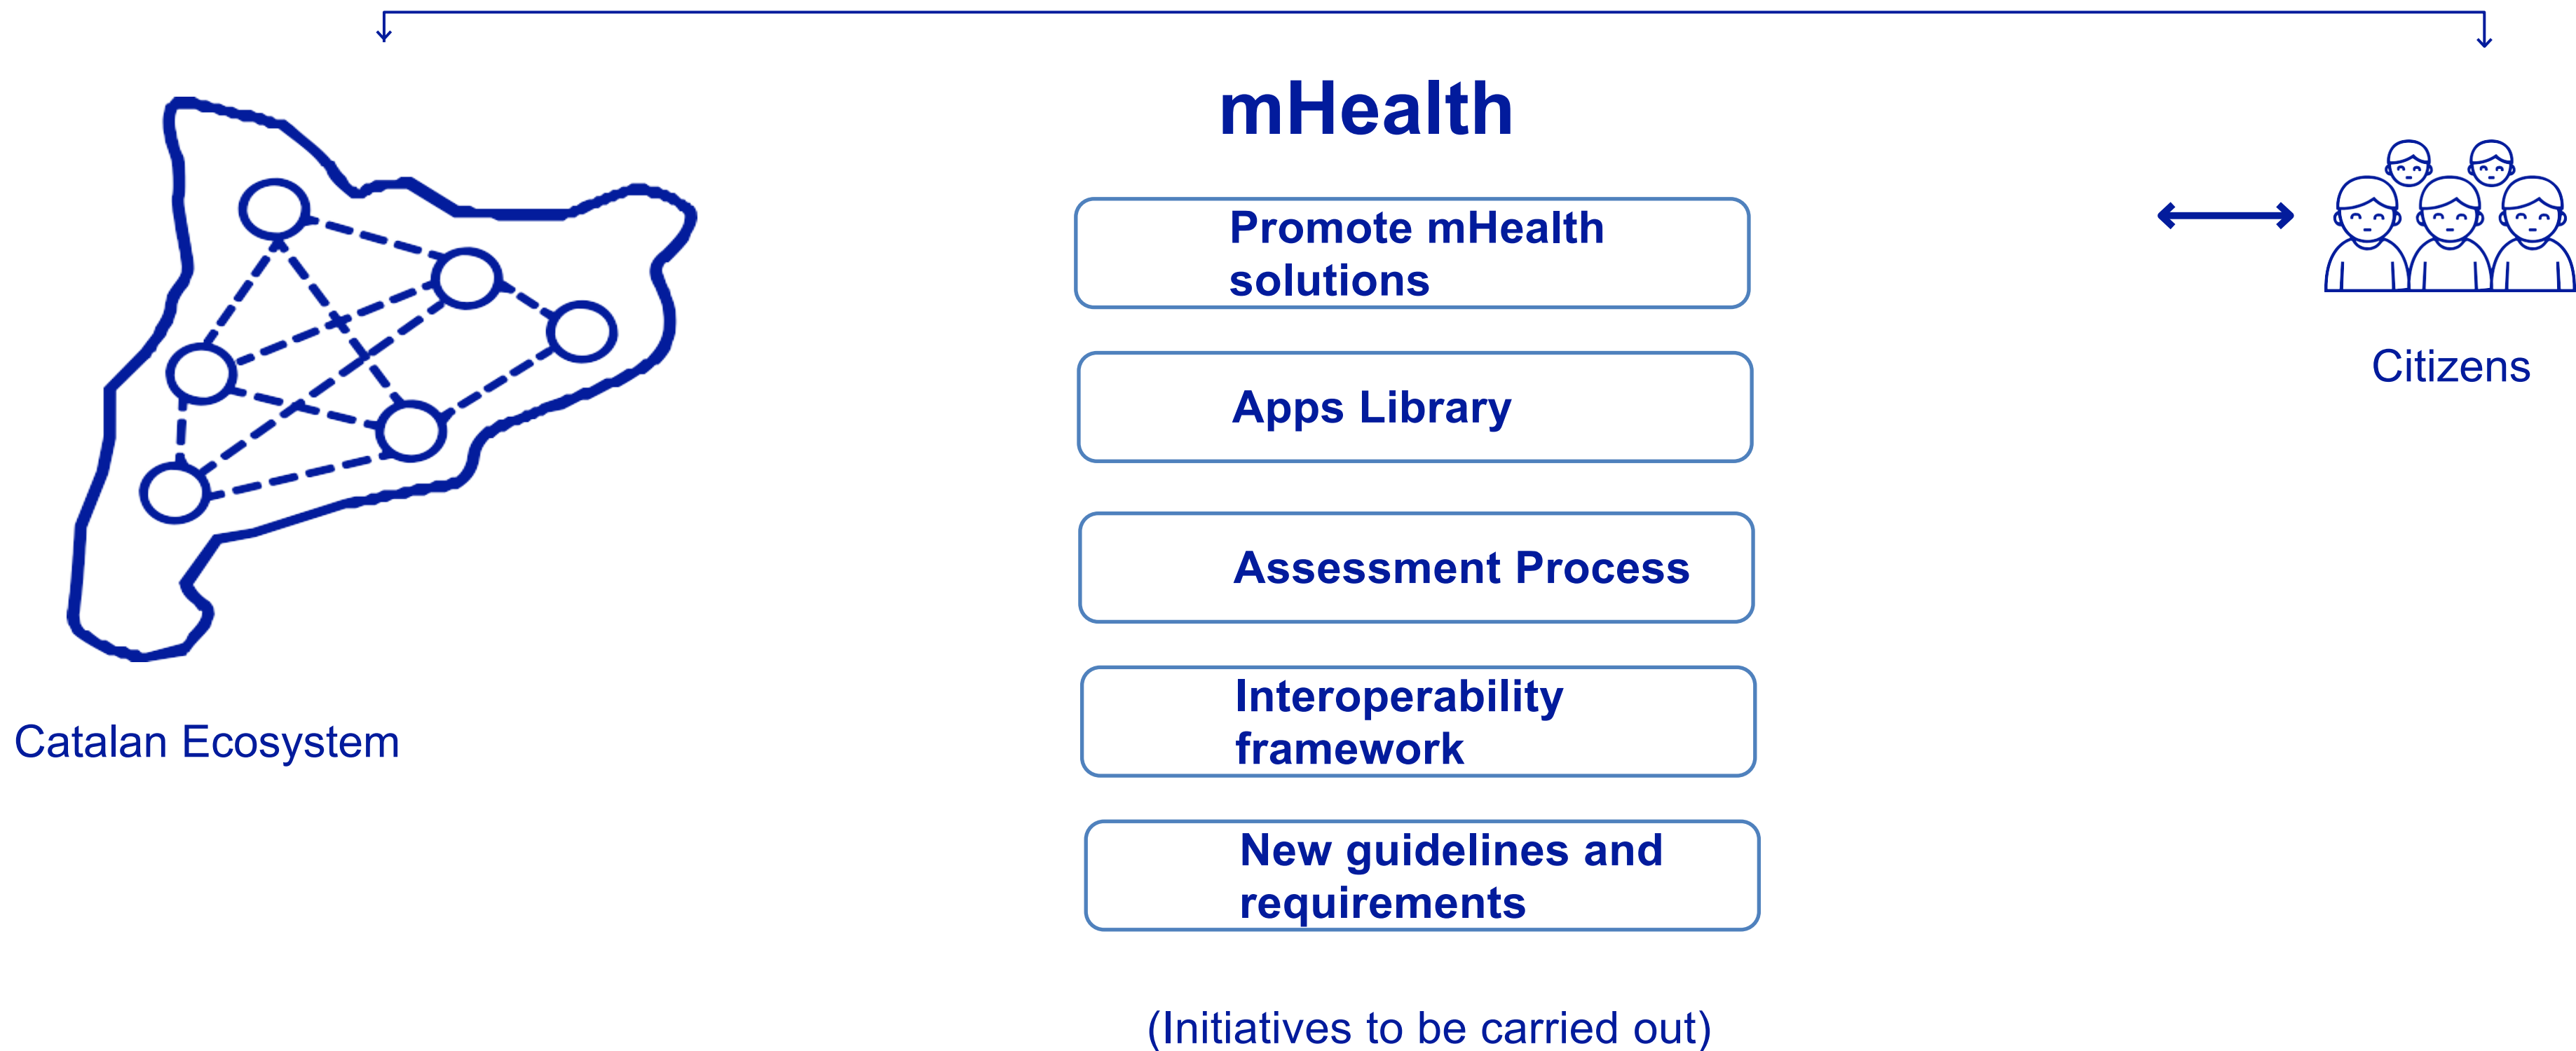 mHealth
Promote mHealth
solutions
Apps Library
Assessment Process
Interoperability
framework
New guidelines and
requirements
(Initiatives to be carried out)
Catalan Ecosystem
Citizens